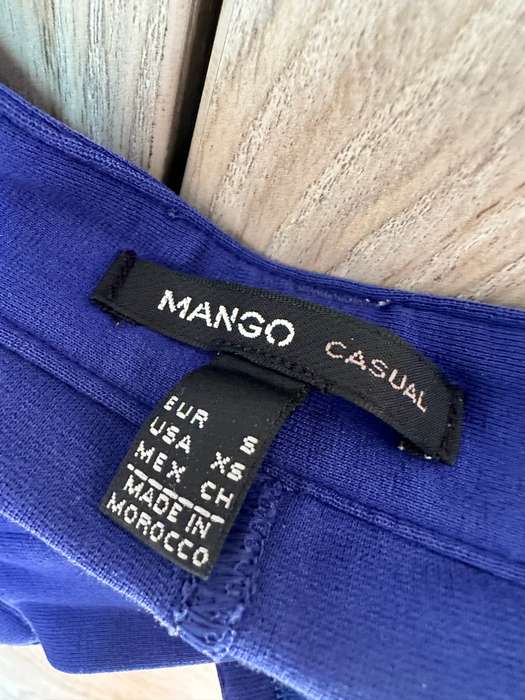 MANGO CASUAL
EUR S
USA XS
MEX CH
MADE IN
MOROCCO